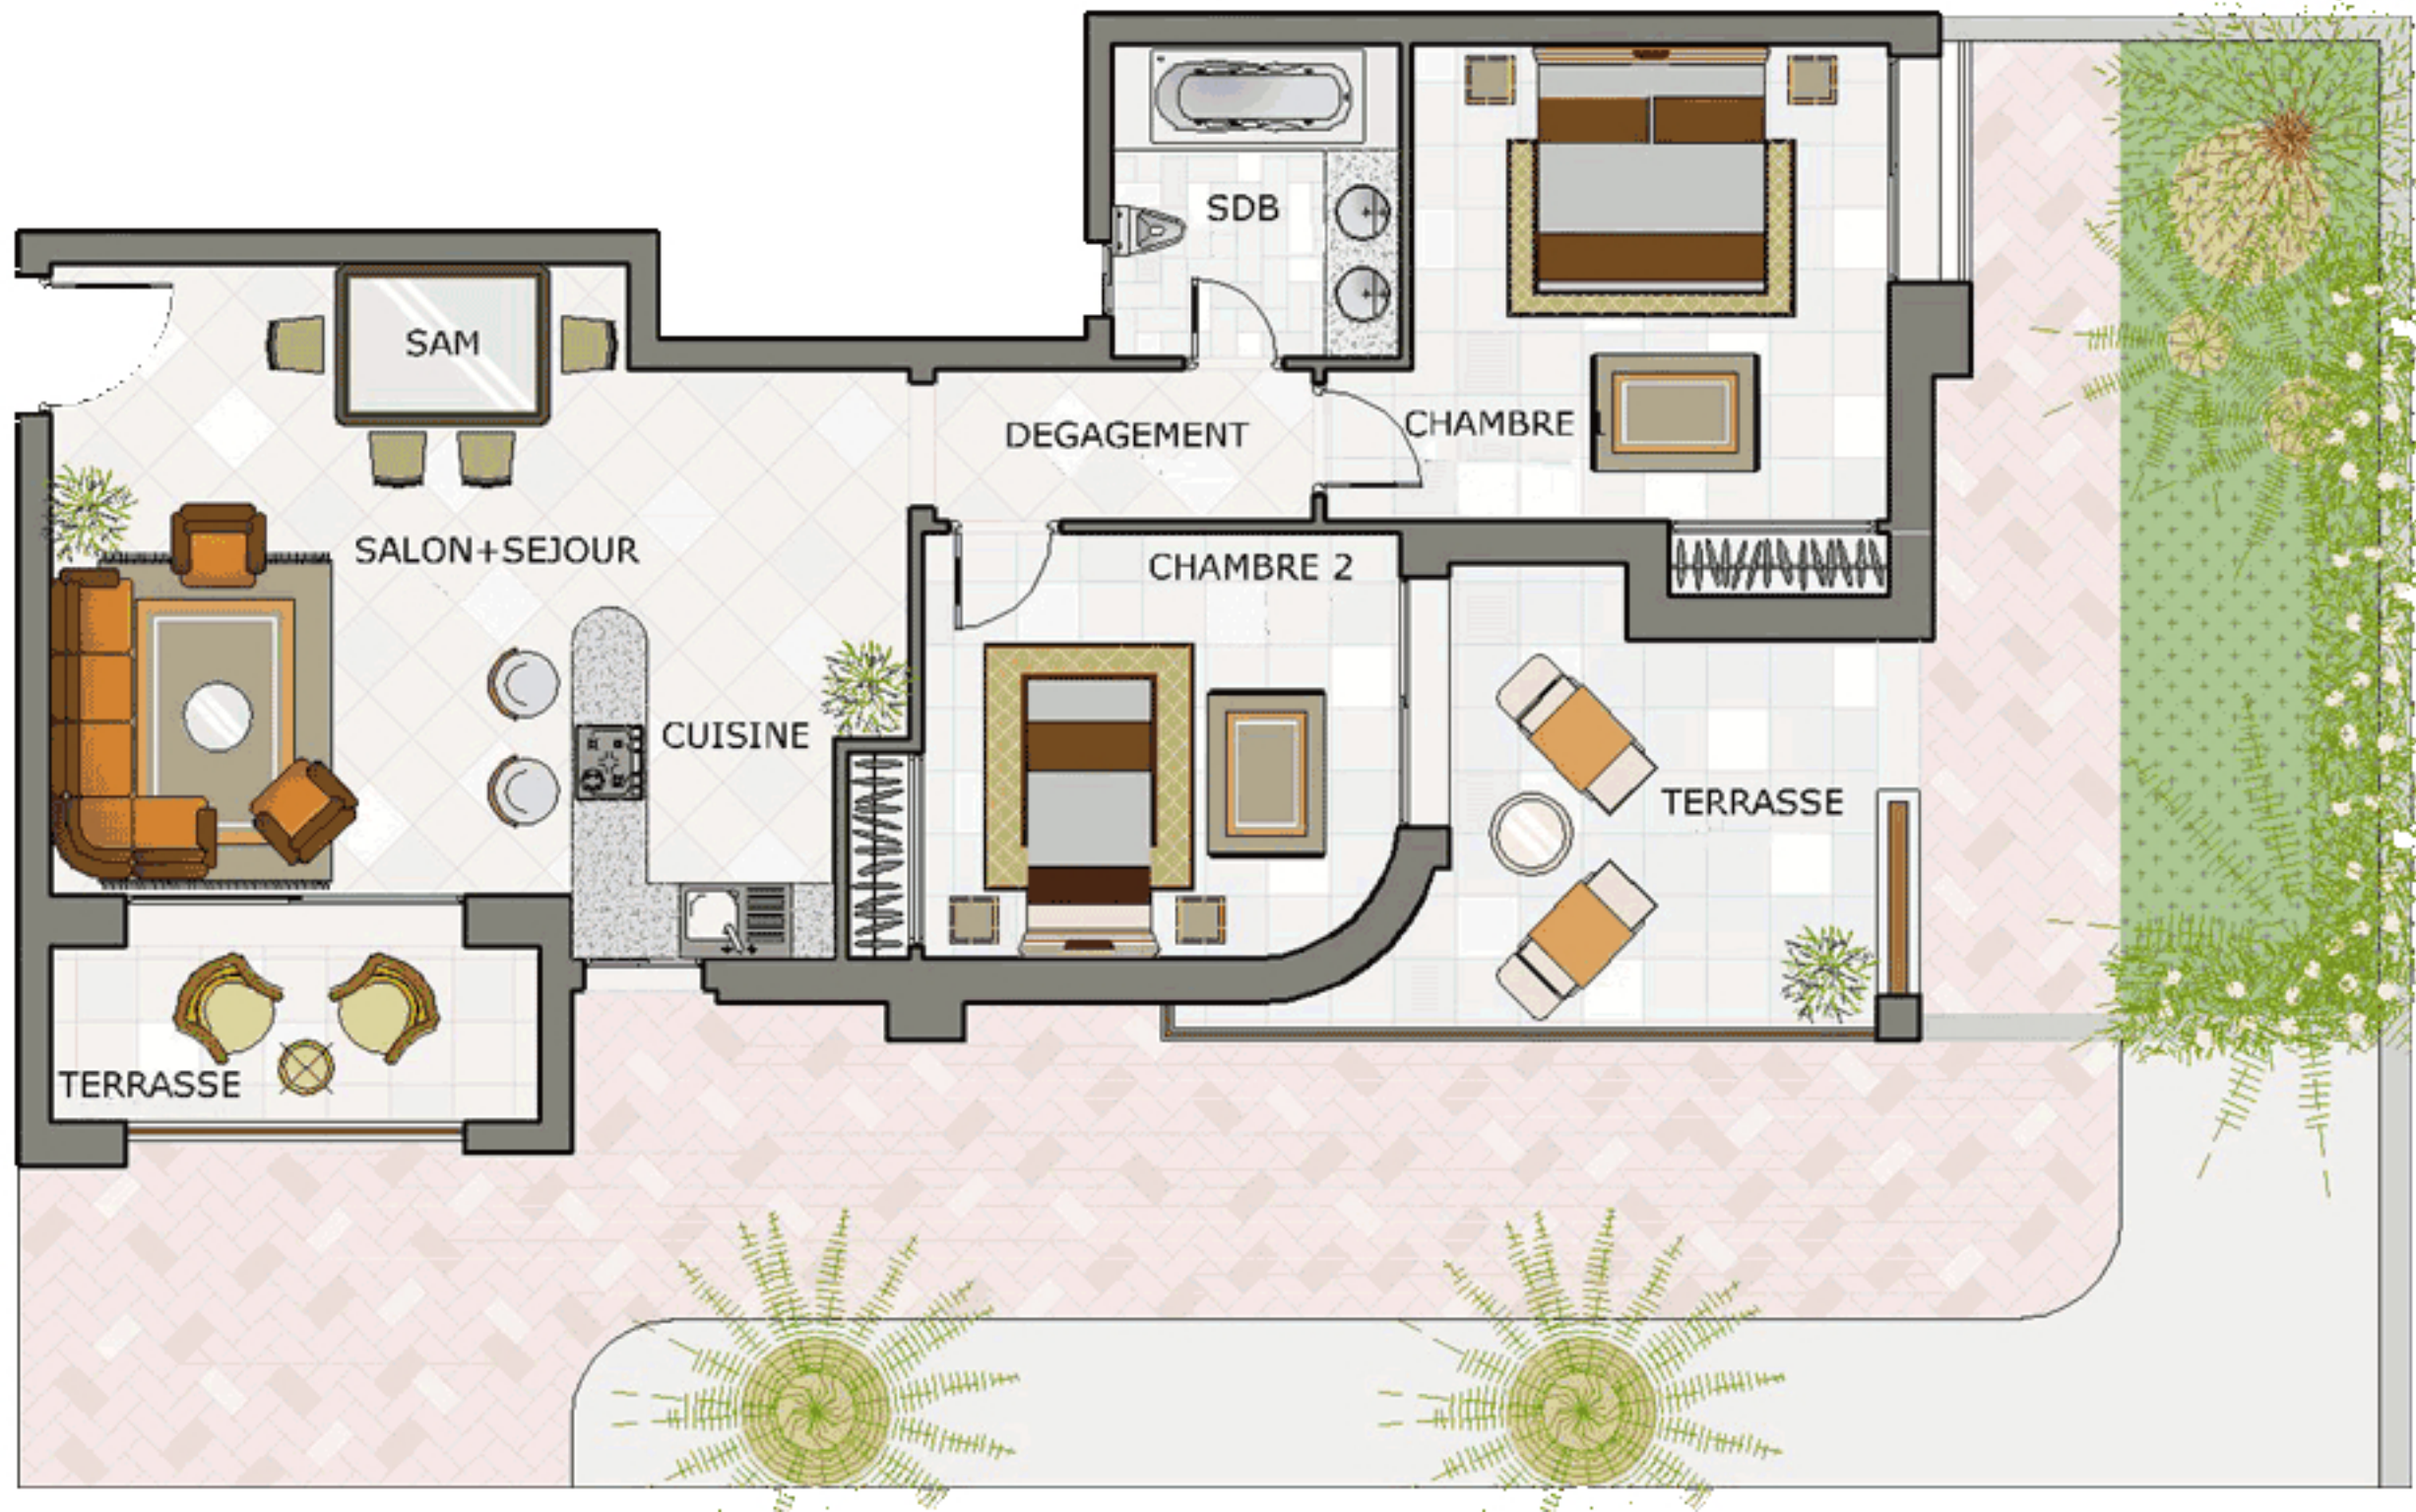 SDB
SAM
DEGAGEMENT
CHAMBRE 1
SALON+SEJOUR
CHAMBRE 2
CUISINE
TERRASSE
TERRASSE